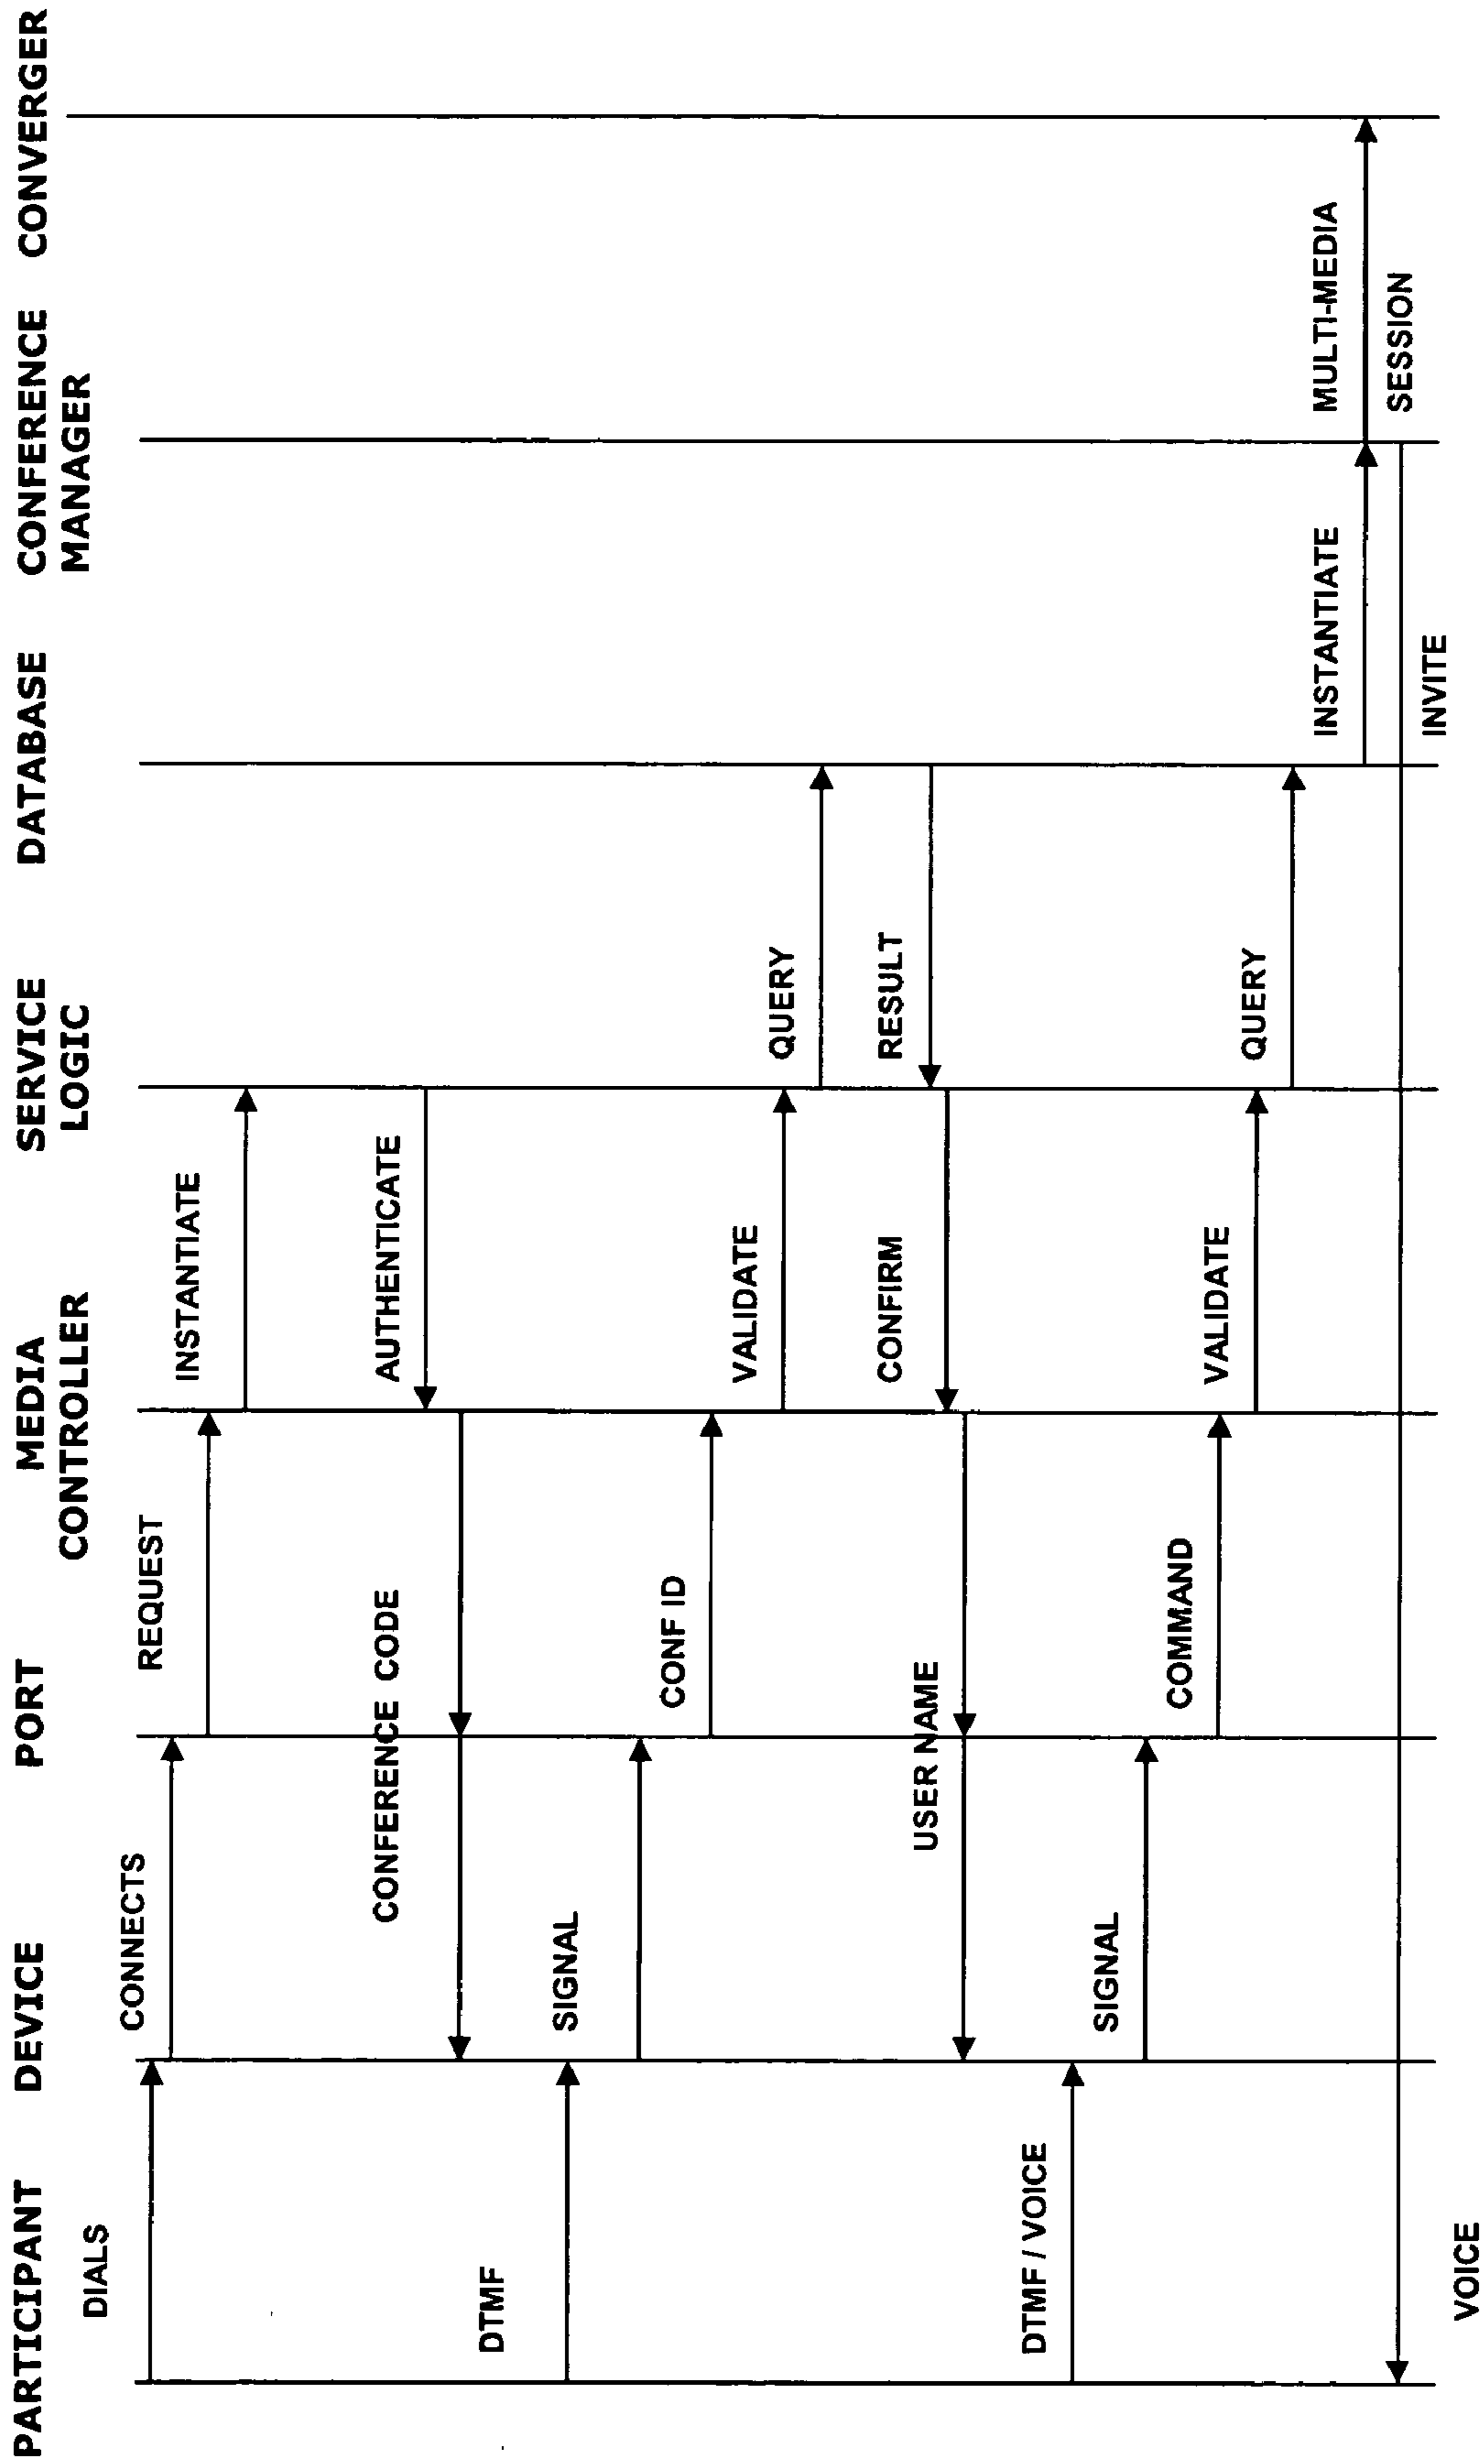 PARTICIPANT
DEVICE
PORT
MEDIA
CONTROLLER
SERVICE
LOGIC
DATABASE
CONFERENCE
MANAGER
CONVERGER
DIALS
CONNECTS
REQUEST
INSTANTIATE
AUTHENTICATE
CONFERENCE CODE
DTMF
SIGNAL
CONF ID
VALIDATE
QUERY
RESULT
CONFIRM
USER NAME
DTMF / VOICE
SIGNAL
COMMAND
VALIDATE
QUERY
INSTANTIATE
MULTI-MEDIA
SESSION
INVITE
VOICE